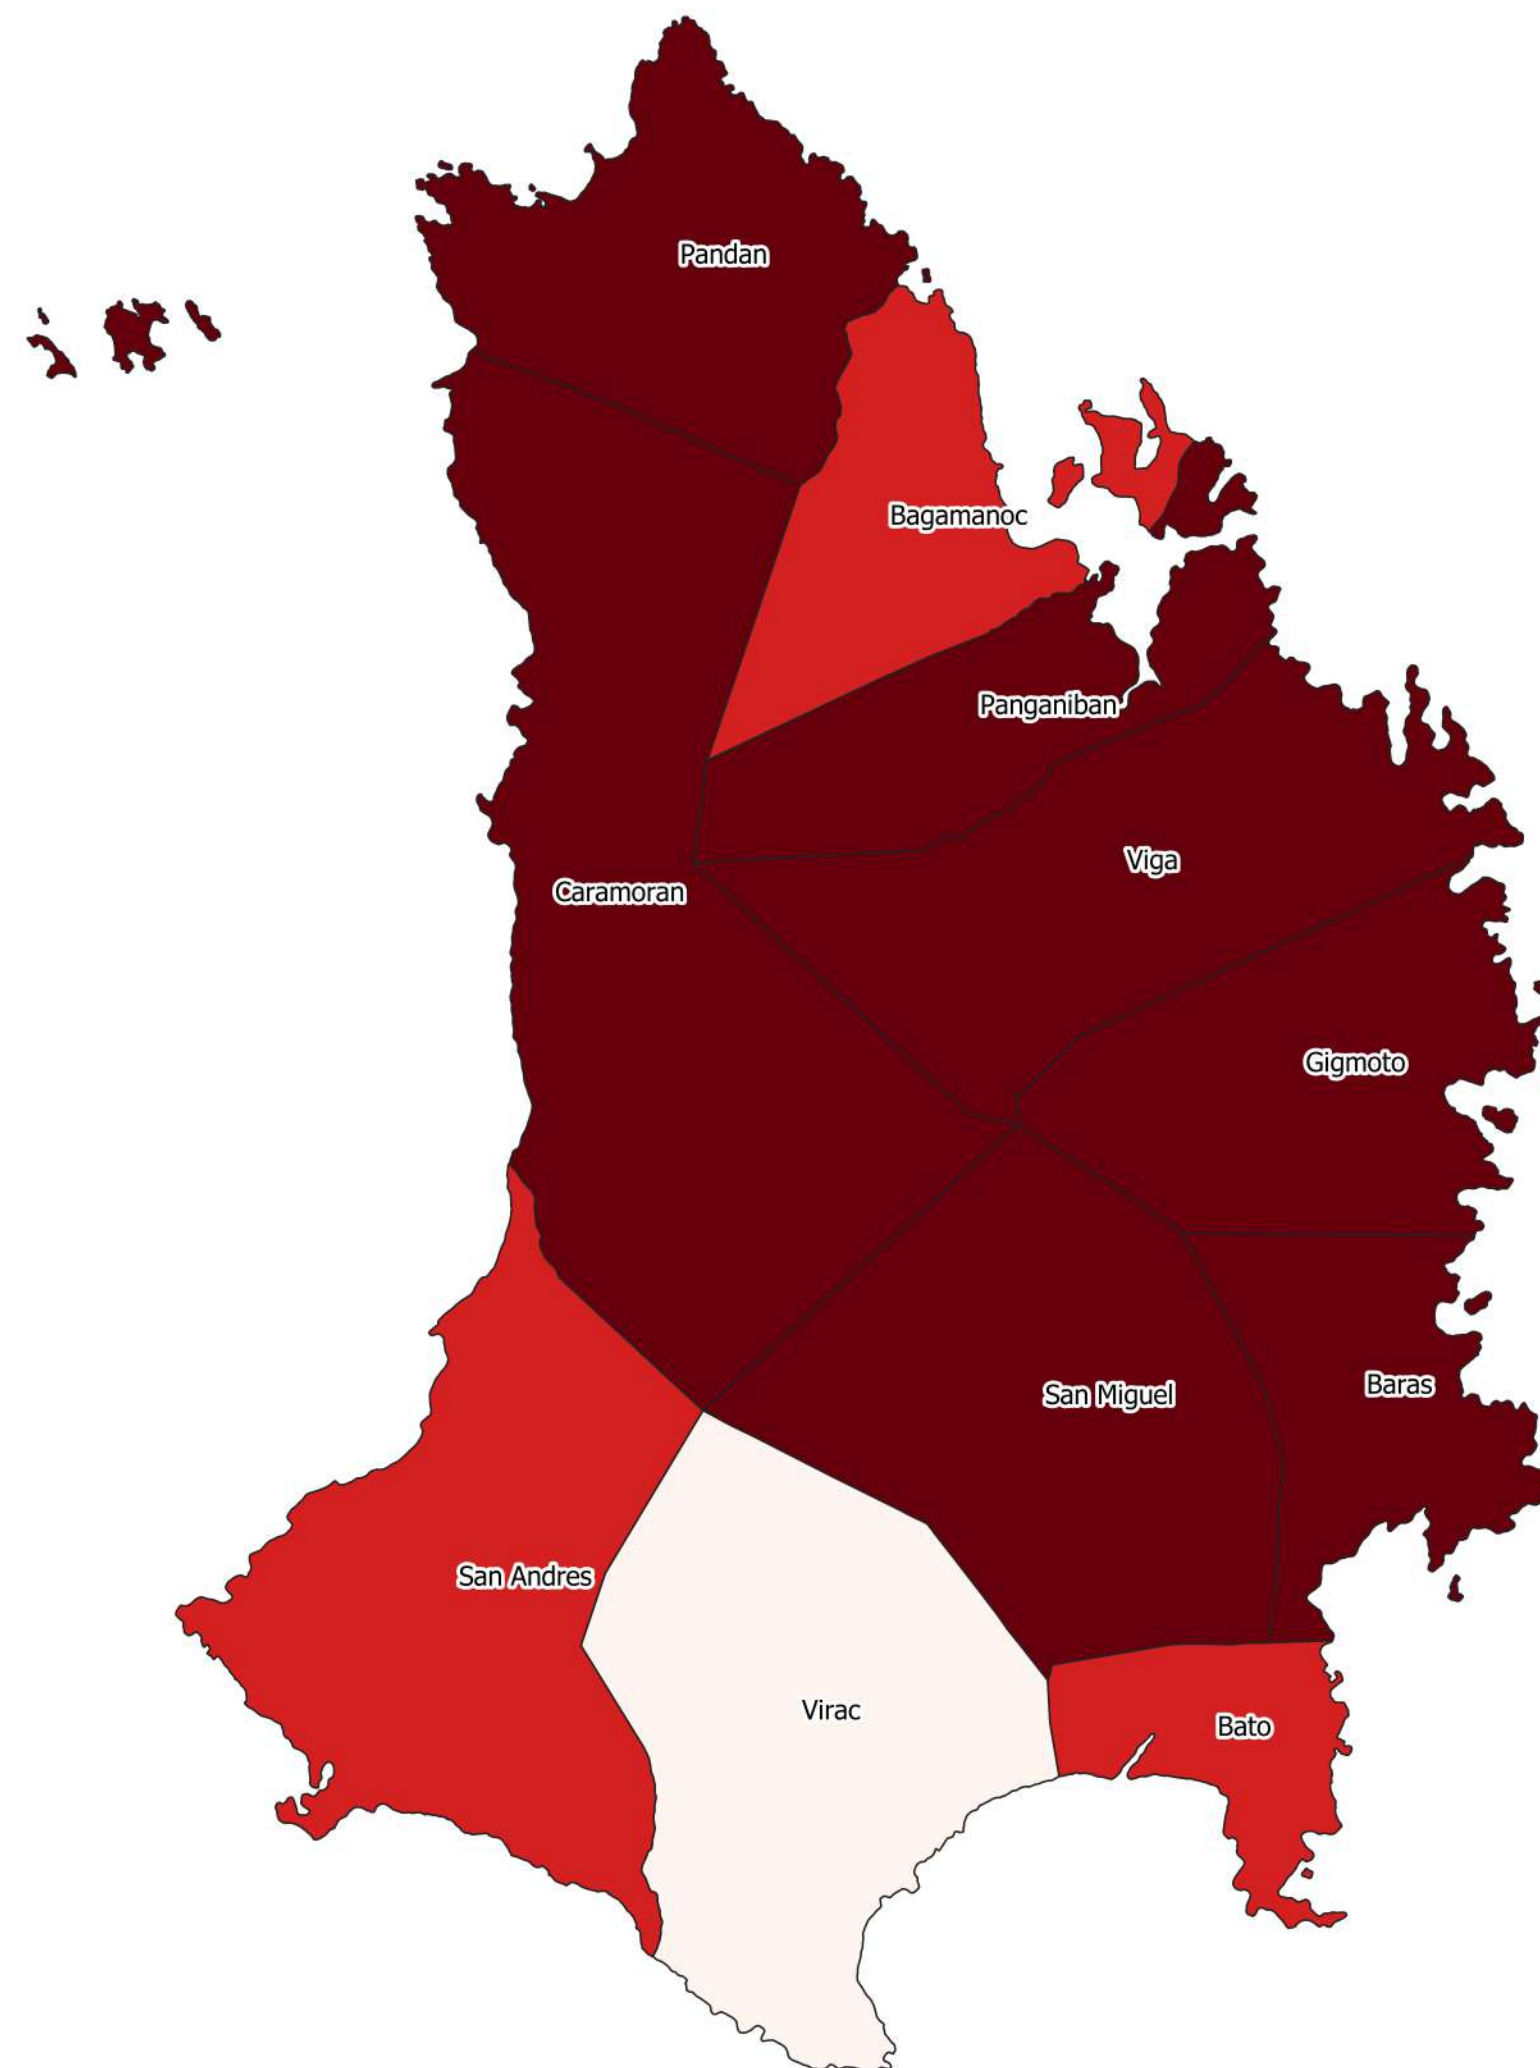 Pandan
Bagamanoc
Panganiban
Viga
Caramoran
Gigmoto
Baras
San Miguel
San Andres
Virac
Bato